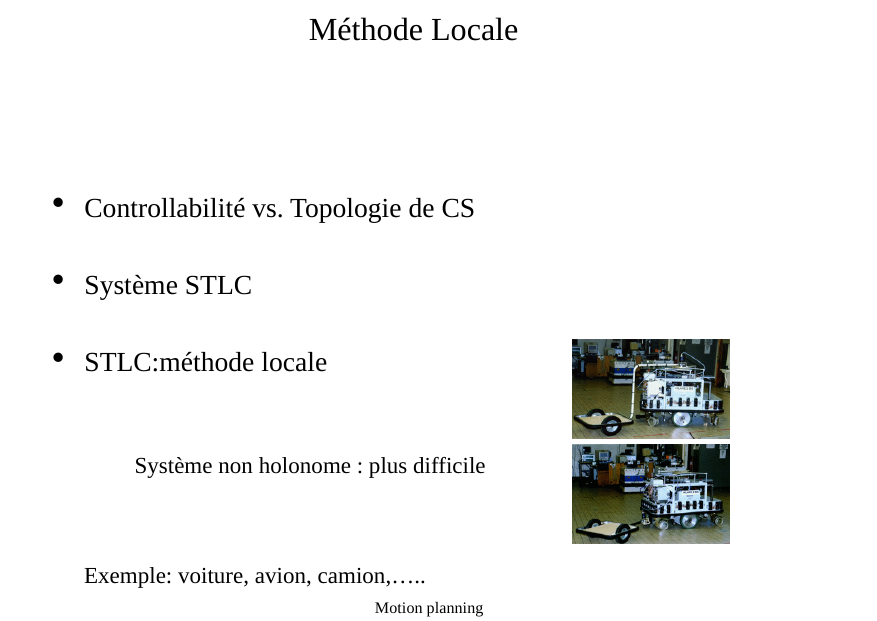 Méthode Locale
• Controllabilité vs. Topologie de CS
• Système STLC
• STLC:méthode locale
Système non holonome : plus difficile
Exemple: voiture, avion, camion,…..
Motion planning